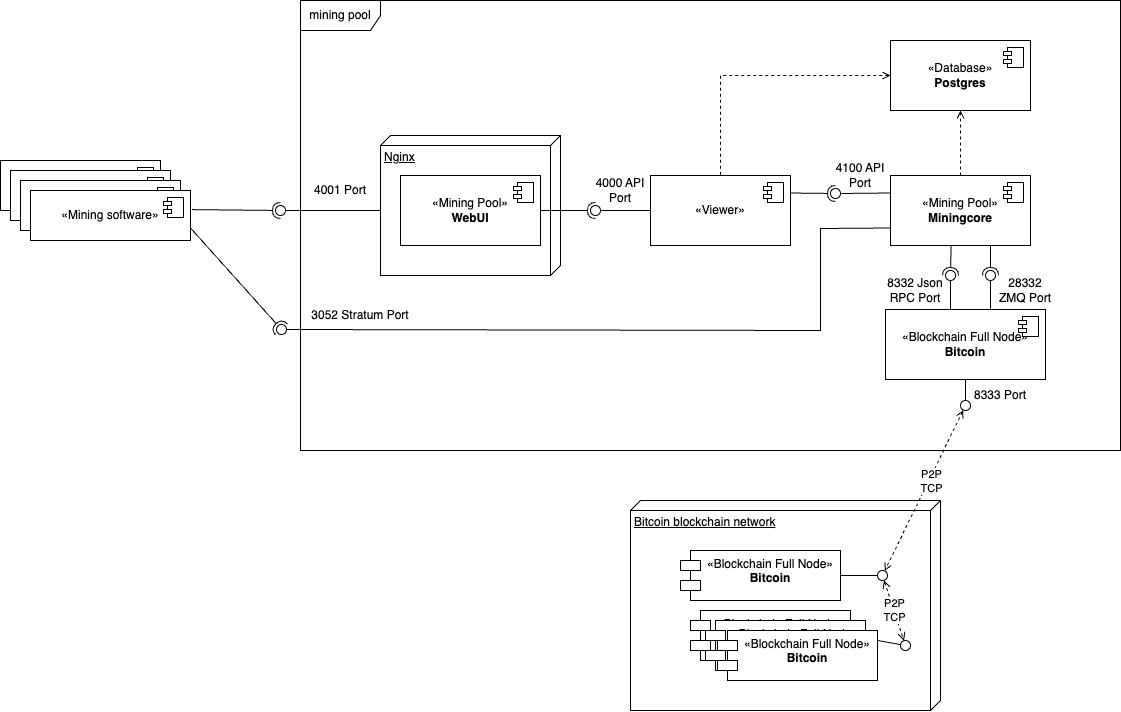 mining pool
«Database»
Postgres
Nginx
4001 Port
«Mining Pool»
WebUI
4000 API
Port
«Viewer»
4100 API
Port
«Mining Pool»
Miningcore
«Mining software»
3052 Stratum Port
8332 Json
RPC Port
28332
ZMQ Port
«Blockchain Full Node»
Bitcoin
8333 Port
P2P
TCP
Bitcoin blockchain network
«Blockchain Full Node»
Bitcoin
P2P
TCP
«Blockchain Full Node»
Bitcoin